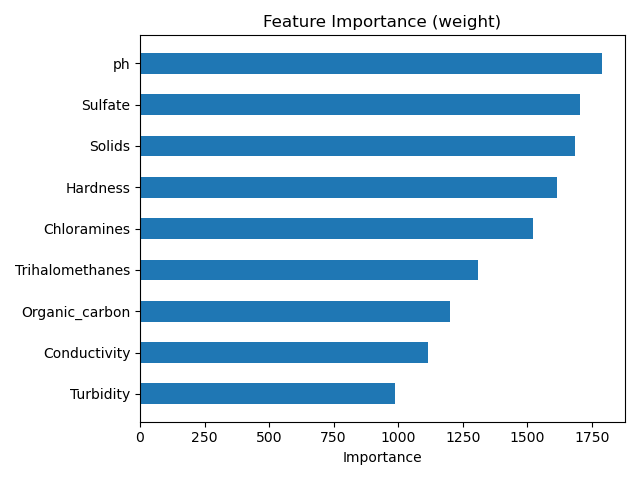 Feature Importance (weight)
ph
Sulfate
Solids
Hardness
Chloramines
Trihalomethanes
Organic_carbon
Conductivity
Turbidity
0 250 500 750 1000 1250 1500 1750
Importance